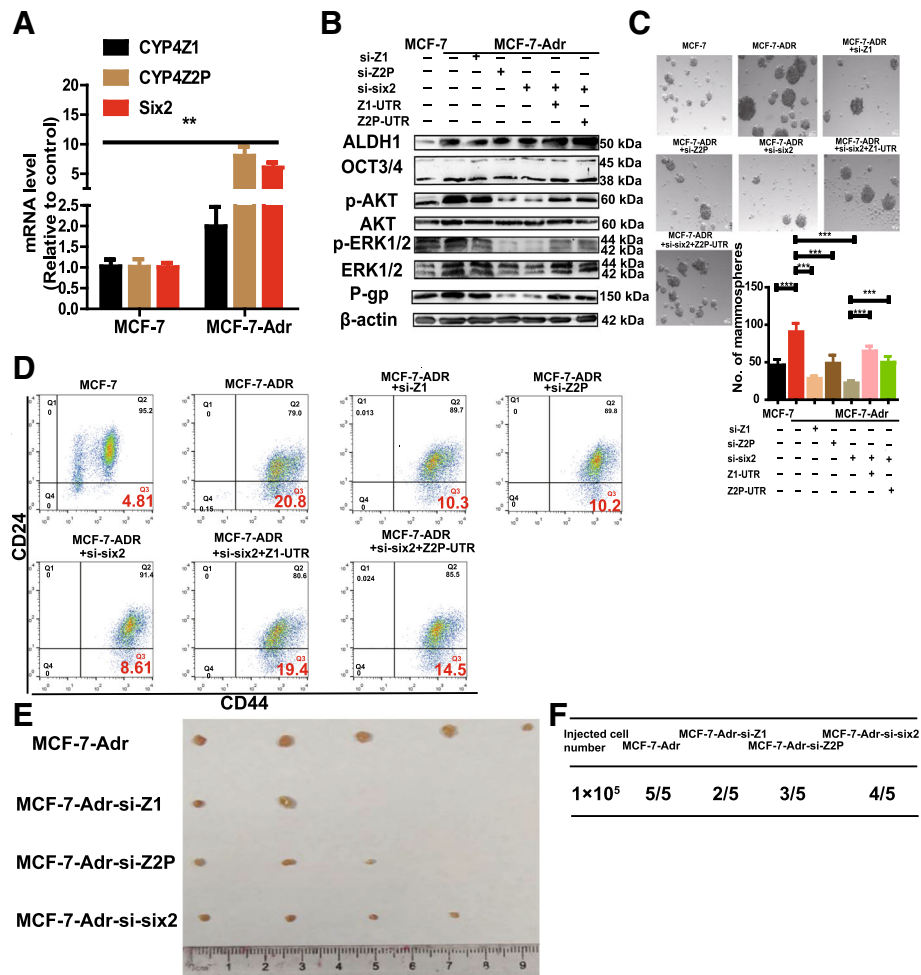 A
CYP4Z1
CYP4Z2P
Six2
**
mRNA level
(Relative to control)
20
15
10
5
2.5
2.0
1.5
1.0
0.5
0.0
MCF-7
MCF-7-Adr
B
MCF-7
MCF-7-Adr
si-Z1 – – + – – – –
si-Z2P – – – + – – –
si-six2 – – – – + + +
Z1-UTR – – – – – + –
Z2P-UTR – – – – – – +
ALDH1 50 kDa
OCT3/4 45 kDa
38 kDa
p-AKT 60 kDa
AKT 60 kDa
p-ERK1/2 44 kDa
42 kDa
ERK1/2 44 kDa
42 kDa
P-gp 150 kDa
β-actin 42 kDa
C
MCF-7
MCF-7-ADR
MCF-7-ADR
+si-Z1
MCF-7-ADR
+si-Z2P
MCF-7-ADR
+si-six2
MCF-7-ADR
+si-six2+Z1-UTR
MCF-7-ADR
+si-six2+Z2P-UTR
***
***
***
***
***
***
No. of mammospheres
150
100
50
0
MCF-7
MCF-7-Adr
si-Z1 – – + – – – –
si-Z2P – – – + – – –
si-six2 – – – – + + +
Z1-UTR – – – – – + –
Z2P-UTR – – – – – – +
D
MCF-7
Q1
0
Q2
95.2
Q4
0
4.81
MCF-7-ADR
Q1
0
Q2
79.0
Q4
0.15
Q3
20.8
MCF-7-ADR
+si-Z1
Q1
0.013
Q2
89.7
Q4
0
Q3
10.3
MCF-7-ADR
+si-Z2P
Q1
0
Q2
89.8
Q4
0
Q3
10.2
MCF-7-ADR
+si-six2
Q1
0
Q2
91.4
Q4
0
Q3
8.61
MCF-7-ADR
+si-six2+Z1-UTR
Q1
0
Q2
80.6
Q4
0
Q3
19.4
MCF-7-ADR
+si-six2+Z2P-UTR
Q1
0.024
Q2
85.5
Q4
0
Q3
14.5
CD24
CD44
E
MCF-7-Adr
MCF-7-Adr-si-Z1
MCF-7-Adr-si-Z2P
MCF-7-Adr-si-six2
1 2 3 4 5 6 7 8 9
F
Injected cell
number
MCF-7-Adr
MCF-7-Adr-si-Z1
MCF-7-Adr-si-Z2P
MCF-7-Adr-si-six2
1×10⁵ 5/5 2/5 3/5 4/5